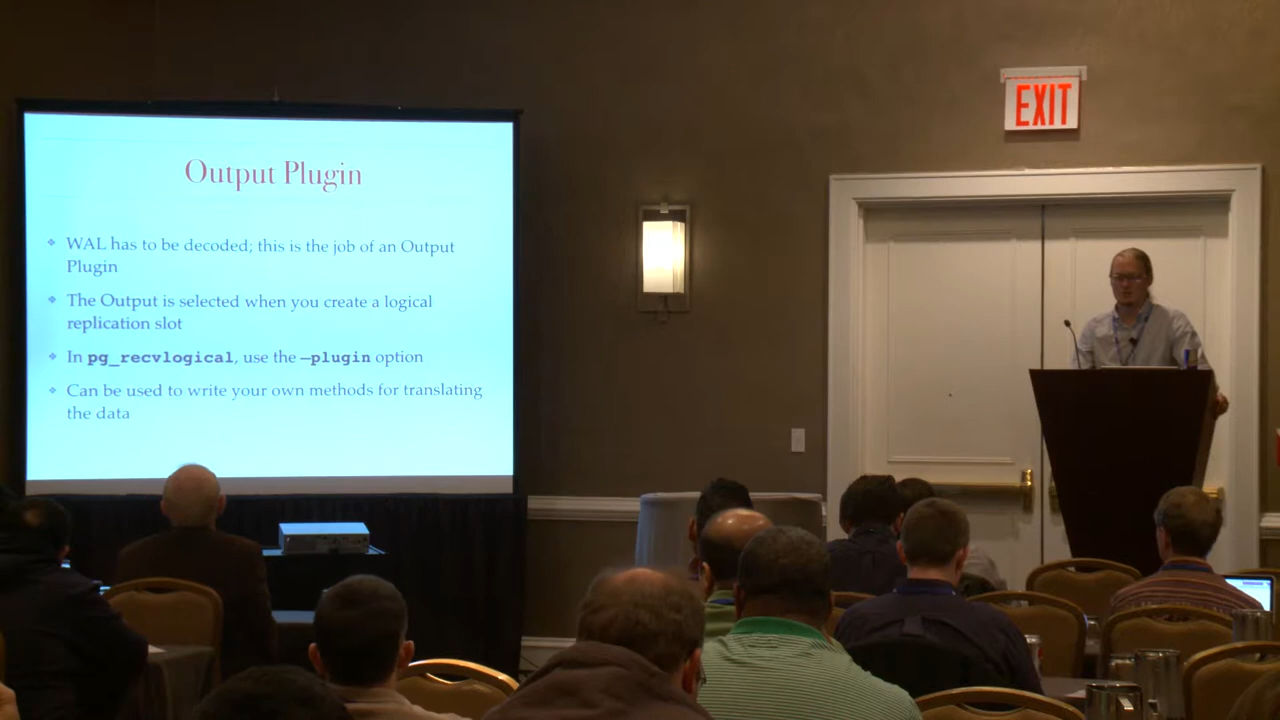 Output Plugin
WAL has to be decoded; this is the job of an Output
Plugin
The Output is selected when you create a logical
replication slot
In pg_recvlogical, use the —plugin option
Can be used to write your own methods for translating
the data
EXIT